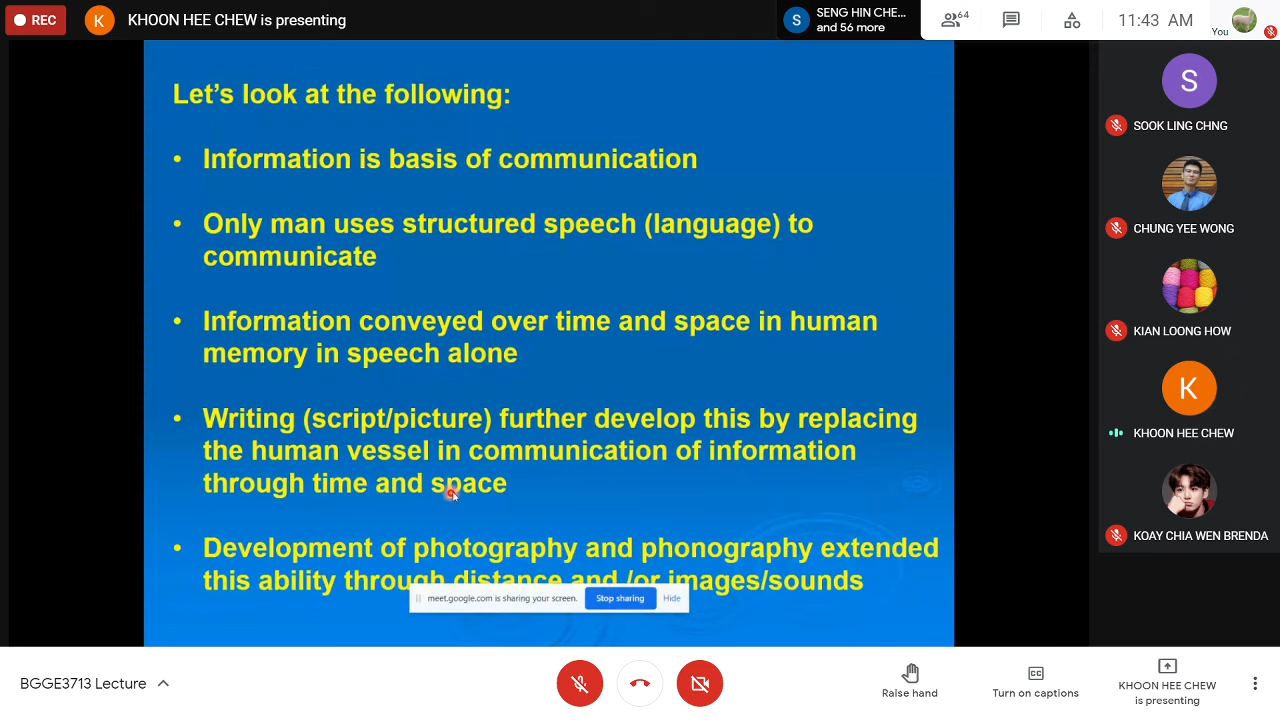 REC
K
KHOON HEE CHEW is presenting
S
SENG HIN CHE...
and 56 more
64
11:43 AM
You
Let's look at the following:
• Information is basis of communication
• Only man uses structured speech (language) to
communicate
• Information conveyed over time and space in human
memory in speech alone
• Writing (script/picture) further develop this by replacing
the human vessel in communication of information
through time and space
• Development of photography and phonography extended
this ability through distance and /or images/sounds
meet.google.com is sharing your screen.
Stop sharing
Hide
S
SOOK LING CHNG
CHUNG YEE WONG
KIAN LOONG HOW
K
KHOON HEE CHEW
KOAY CHIA WEN BRENDA
BGGE3713 Lecture
Raise hand
CC
Turn on captions
KHOON HEE CHEW
is presenting